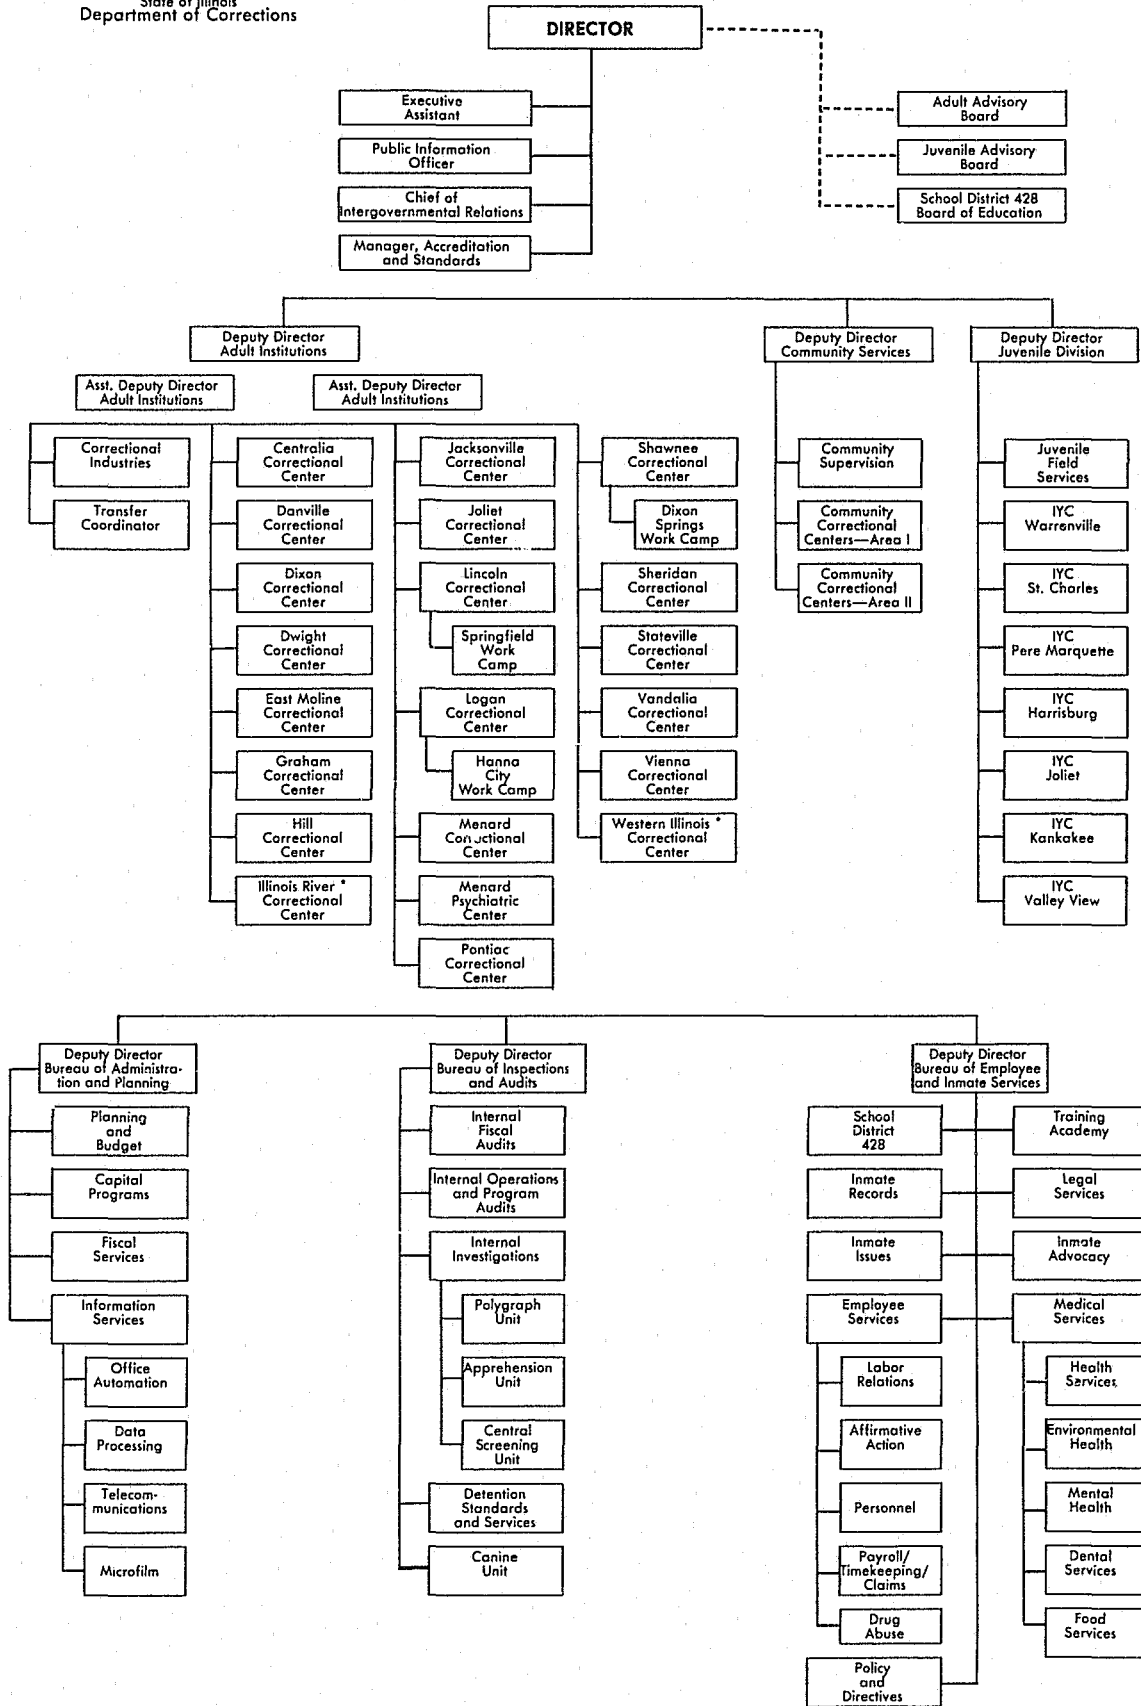 State of Illinois
Department of Corrections
DIRECTOR
Executive
Assistant
Public Information
Officer
Chief of
Intergovernmental Relations
Manager, Accreditation
and Standards
Adult Advisory
Board
Juvenile Advisory
Board
School District 428
Board of Education
Deputy Director
Adult Institutions
Deputy Director
Community Services
Deputy Director
Juvenile Division
Asst. Deputy Director
Adult Institutions
Asst. Deputy Director
Adult Institutions
Correctional
Industries
Transfer
Coordinator
Centralia
Correctional
Center
Danville
Correctional
Center
Dixon
Correctional
Center
Dwight
Correctional
Center
East Moline
Correctional
Center
Graham
Correctional
Center
Hill
Correctional
Center
Illinois River *
Correctional
Center
Jacksonville
Correctional
Center
Joliet
Correctional
Center
Lincoln
Correctional
Center
Springfield
Work
Camp
Logan
Correctional
Center
Hanna
City
Work Camp
Menard
Correctional
Center
Menard
Psychiatric
Center
Pontiac
Correctional
Center
Shawnee
Correctional
Center
Dixon
Springs
Work Camp
Sheridan
Correctional
Center
Stateville
Correctional
Center
Vandalia
Correctional
Center
Vienna
Correctional
Center
Western Illinois *
Correctional
Center
Community
Supervision
Community
Correctional
Centers—Area I
Community
Correctional
Centers—Area II
Juvenile
Field
Services
IYC
Warrenville
IYC
St. Charles
IYC
Pere Marquette
IYC
Harrisburg
IYC
Joliet
IYC
Kankakee
IYC
Valley View
Deputy Director
Bureau of Administra-
tion and Planning
Planning
and
Budget
Capital
Programs
Fiscal
Services
Information
Services
Office
Automation
Data
Processing
Telecom-
munications
Microfilm
Deputy Director
Bureau of Inspections
and Audits
Internal
Fiscal
Audits
Internal Operations
and Program
Audits
Internal
Investigations
Polygraph
Unit
Apprehension
Unit
Central
Screening
Unit
Detention
Standards
and Services
Canine
Unit
Deputy Director
Bureau of Employee
and Inmate Services
School
District
428
Training
Academy
Inmate
Records
Legal
Services
Inmate
Issues
Inmate
Advocacy
Employee
Services
Medical
Services
Labor
Relations
Affirmative
Action
Personnel
Payroll/
Timekeeping/
Claims
Drug
Abuse
Health
Services
Environmental
Health
Mental
Health
Dental
Services
Food
Services
Policy
and
Directives